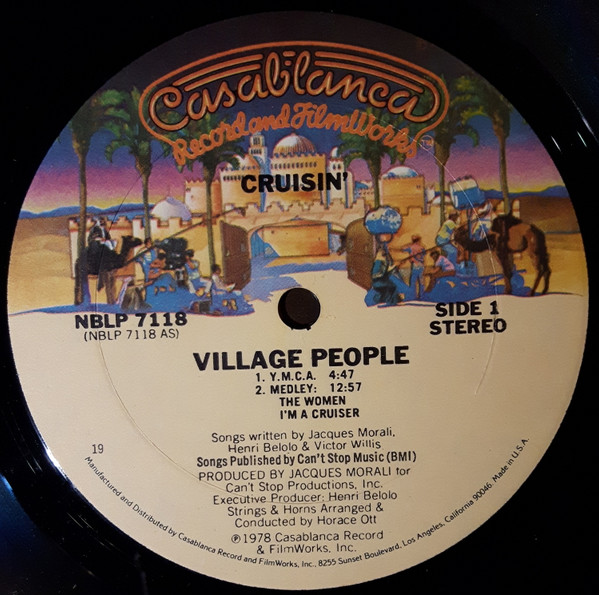 Casablanca
Record and FilmWorks
CRUISIN'
NBLP 7118
(NBLP 7118 AS)
SIDE 1
STEREO
VILLAGE PEOPLE
1. Y.M.C.A. 4:47
2. MEDLEY: 12:57
THE WOMEN
I'M A CRUISER
Songs written by Jacques Morali,
Henri Belolo & Victor Willis
Songs Published by Can't Stop Music (BMI)
PRODUCED BY JACQUES MORALI for
Can't Stop Productions, Inc.
Executive Producer: Henri Belolo
Strings & Horns Arranged &
Conducted by Horace Ott
19
℗ 1978 Casablanca Record
& FilmWorks, Inc.
Manufactured and Distributed by Casablanca Record and FilmWorks, Inc., 8255 Sunset Boulevard, Los Angeles, California 90046. Made in U.S.A.